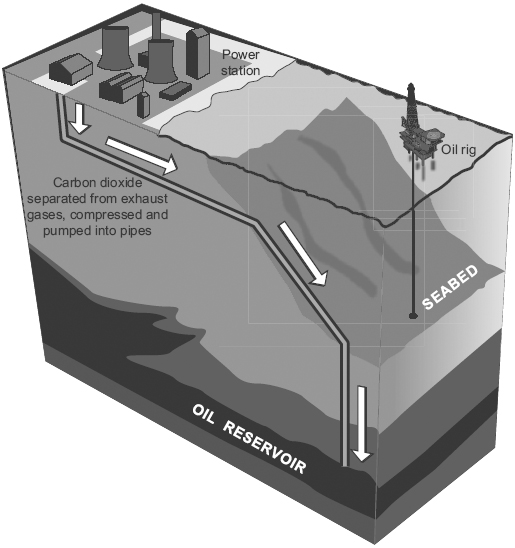 Power
station
Oil rig
Carbon dioxide
separated from exhaust
gases, compressed and
pumped into pipes
SEABED
OIL RESERVOIR